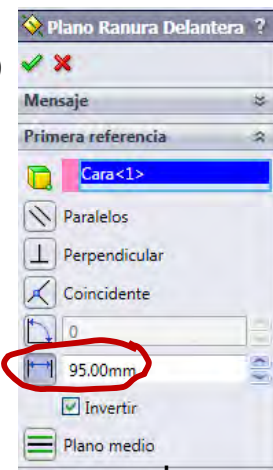 Plano Ranura Delantera ?
Mensaje
Primera referencia
Cara<1>
Paralelos
Perpendicular
Coincidente
0
95.00mm
Invertir
Plano medio